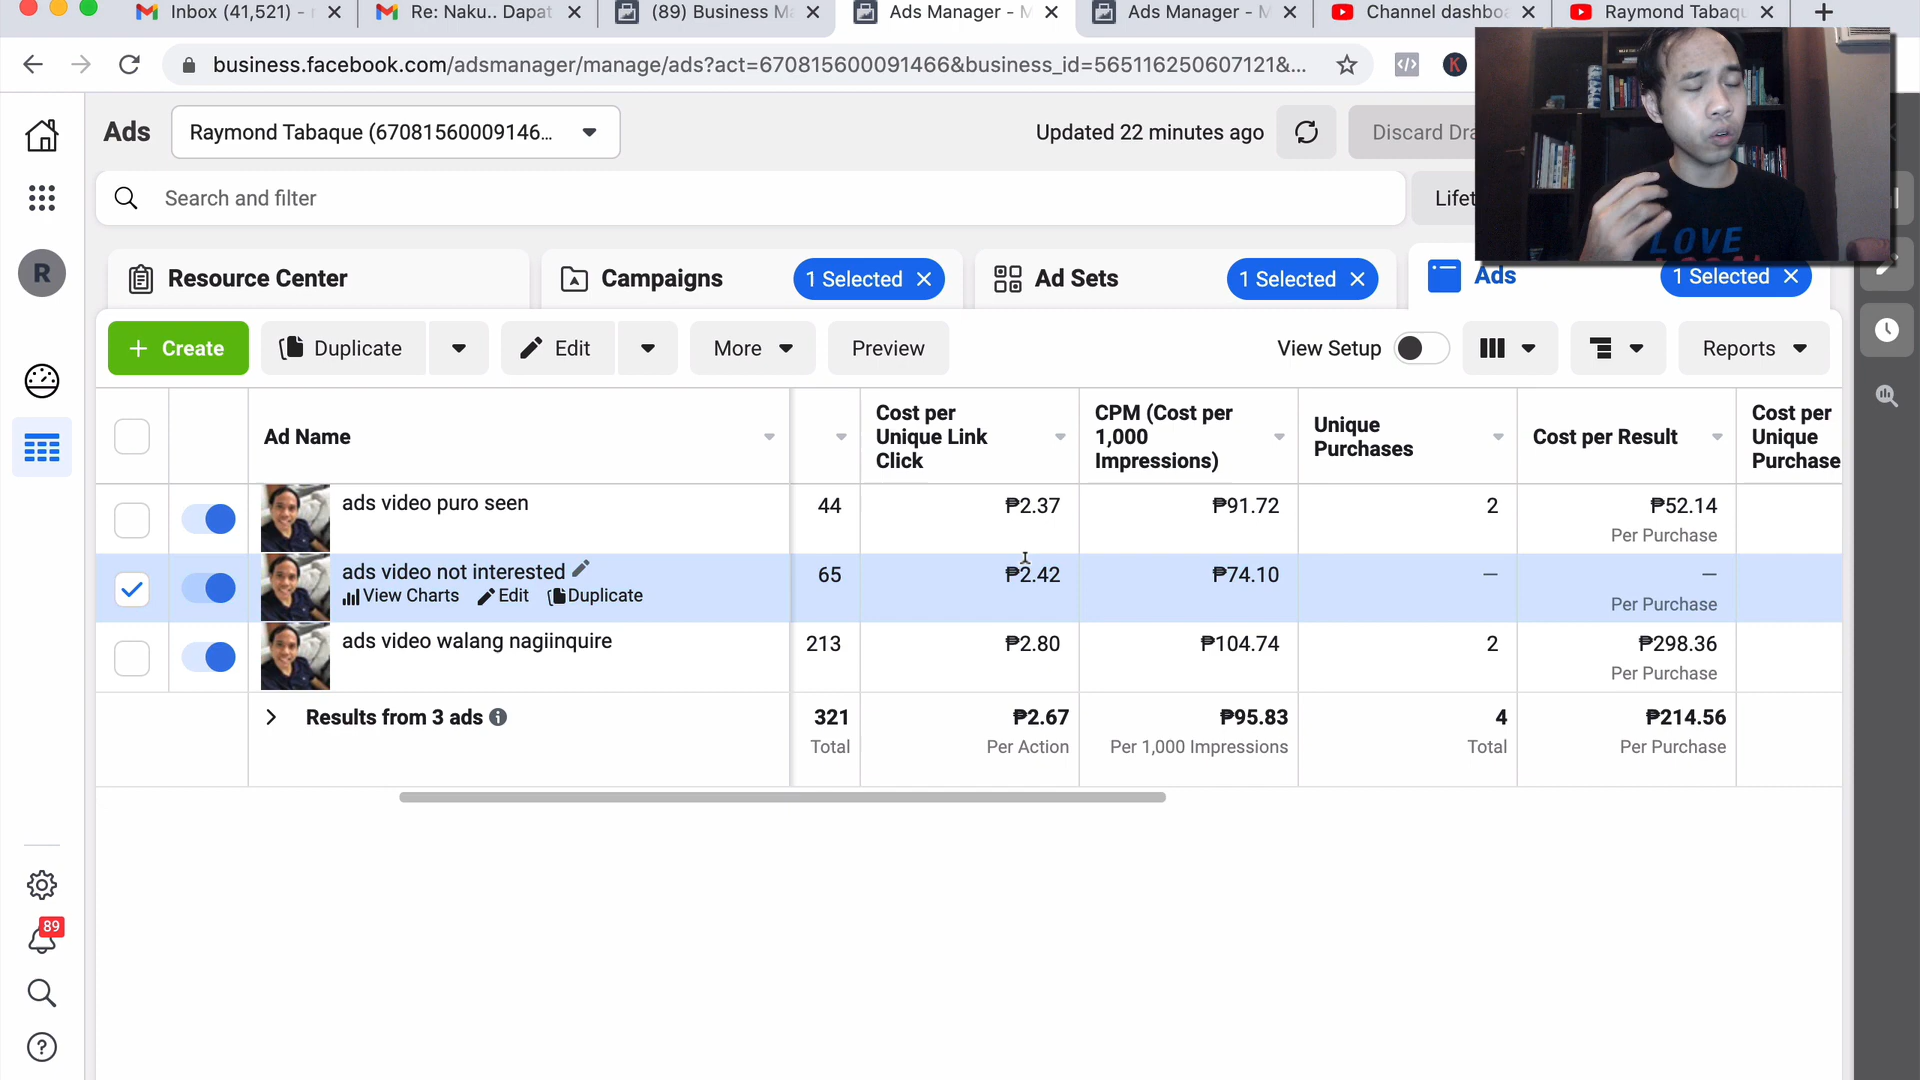 Inbox (41,521) -
Re: Naku.. Dapat
(89) Business Ma
Ads Manager - M
Ads Manager - M
Channel dashbo
Raymond Tabaqu
business.facebook.com/adsmanager/manage/ads?act=670815600091466&business_id=565116250607121&...
K
Ads
Raymond Tabaque (67081560009146...
Updated 22 minutes ago
Discard Dra
Search and filter
Lifet
LOVE
R
Resource Center
Campaigns
1 Selected
Ad Sets
1 Selected
Ads
1 Selected
+ Create
Duplicate
Edit
More
Preview
View Setup
Reports
Ad Name
Cost per Unique Link Click
CPM (Cost per 1,000 Impressions)
Unique Purchases
Cost per Result
Cost per Unique Purchase
ads video puro seen
44
₱2.37
₱91.72
2
₱52.14
Per Purchase
ads video not interested
View Charts
Edit
Duplicate
65
₱2.42
₱74.10
—
—
Per Purchase
ads video walang nagiinquire
213
₱2.80
₱104.74
2
₱298.36
Per Purchase
Results from 3 ads
321
Total
₱2.67
Per Action
₱95.83
Per 1,000 Impressions
4
Total
₱214.56
Per Purchase
89